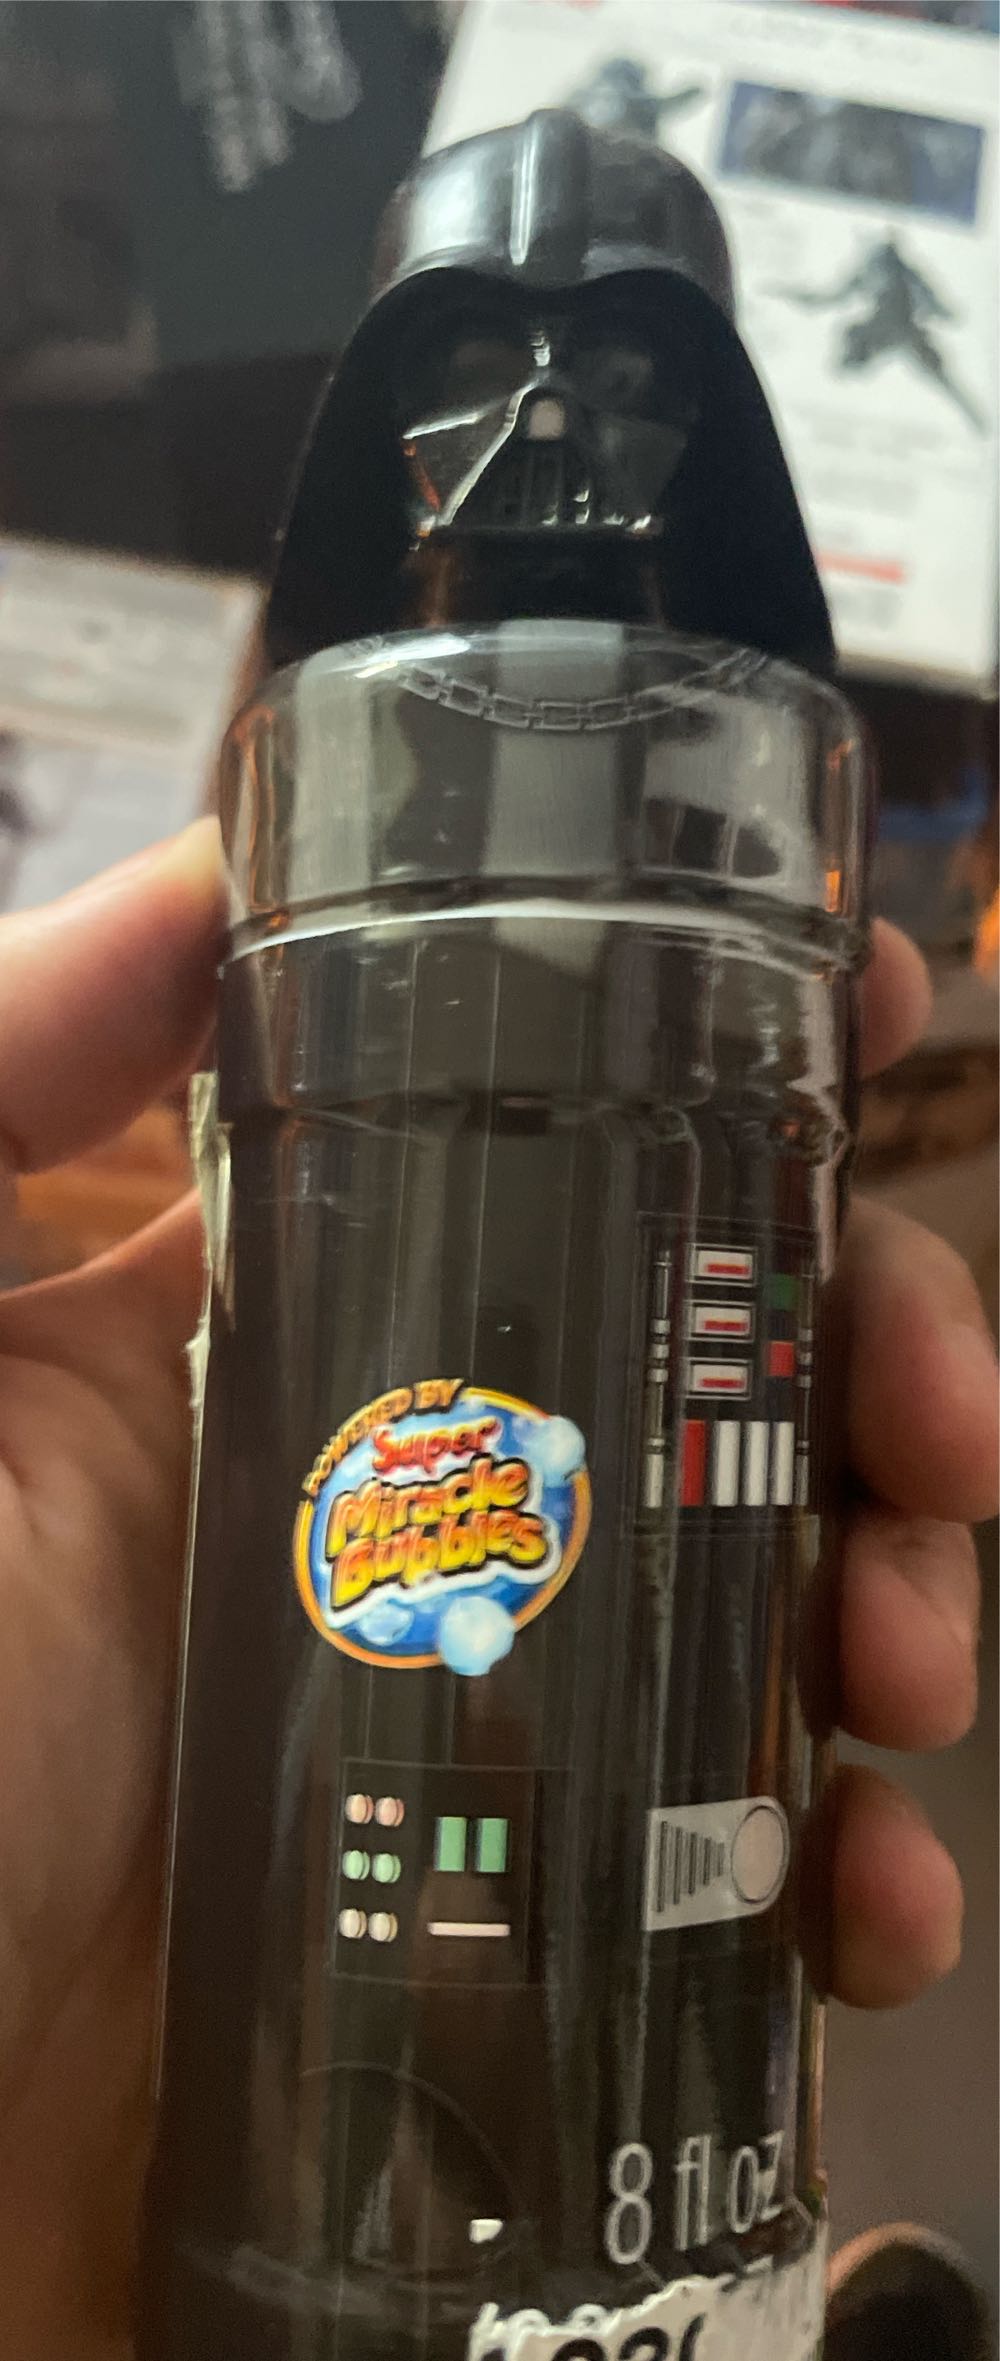 POWERED BY
Super
Miracle
Bubbles
8 fl oz